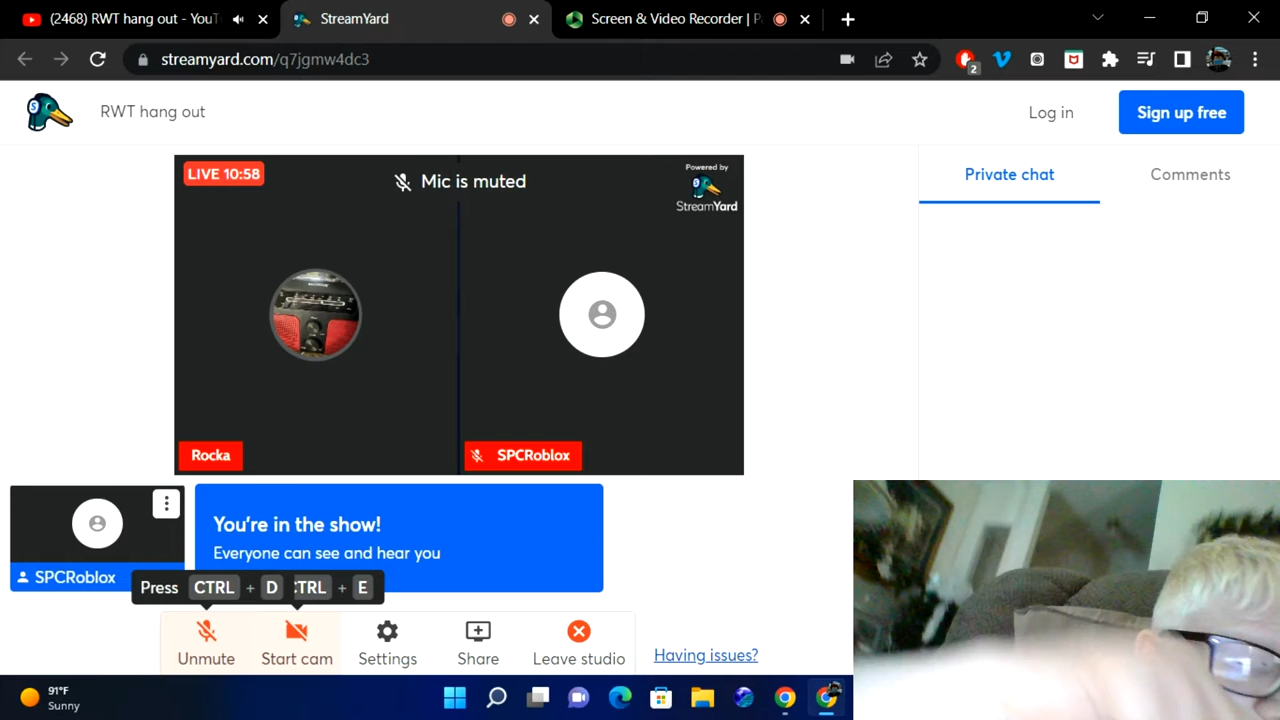 (2468) RWT hang out - YouT
StreamYard
Screen & Video Recorder | P
streamyard.com/q7jgmw4dc3
2
RWT hang out
Log in
Sign up free
LIVE 10:58
Mic is muted
Powered by
StreamYard
Private chat
Comments
Rocka
SPCRoblox
You're in the show!
Everyone can see and hear you
SPCRoblox
Press CTRL + D CTRL + E
Unmute
Start cam
Settings
Share
Leave studio
Having issues?
91°F
Sunny